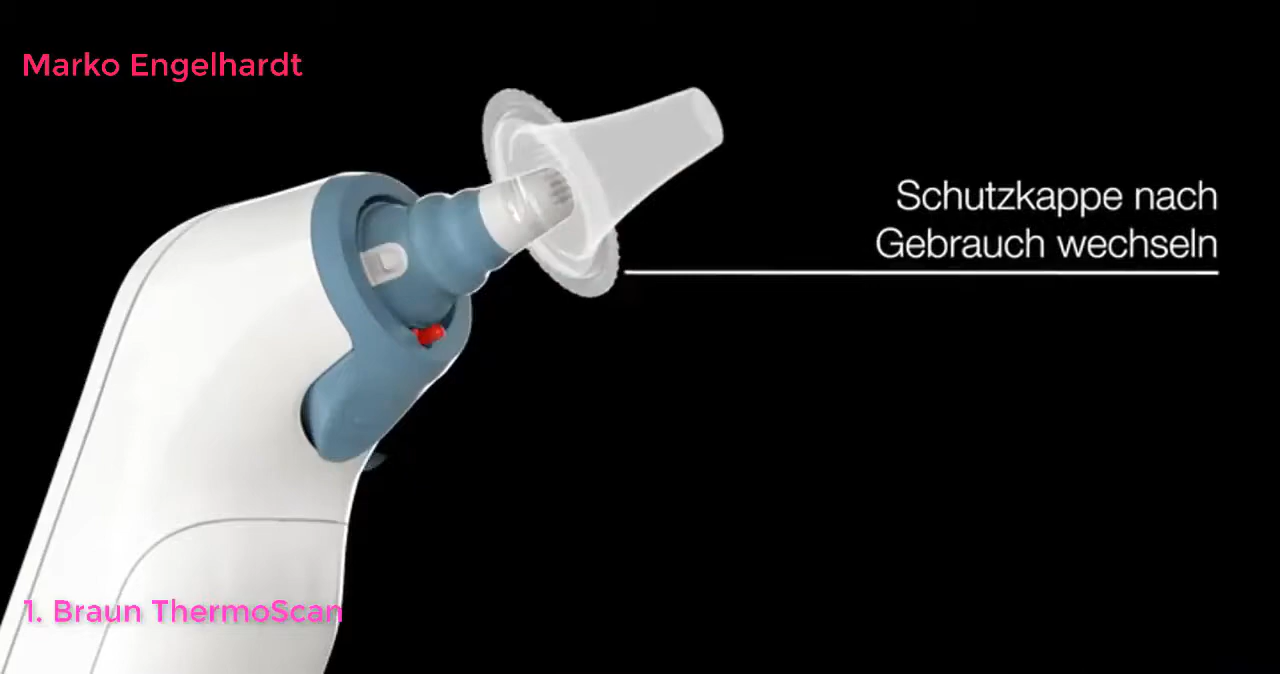 Marko Engelhardt
Schutzkappe nach
Gebrauch wechseln
1. Braun ThermoScan